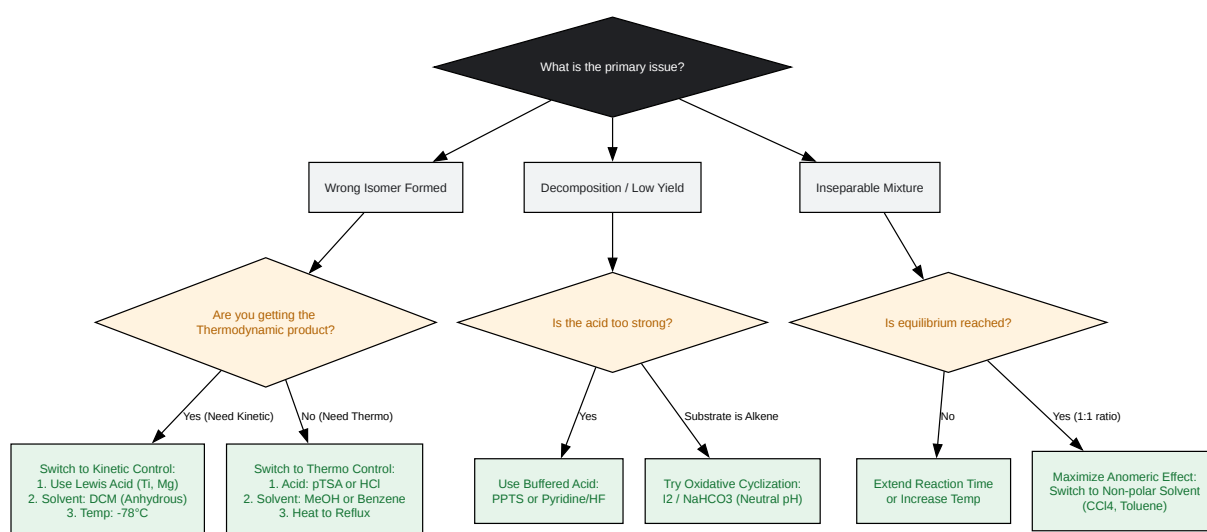 What is the primary issue?
Wrong Isomer Formed
Decomposition / Low Yield
Inseparable Mixture
Are you getting the
Thermodynamic product?
Is the acid too strong?
Is equilibrium reached?
Yes (Need Kinetic)
No (Need Thermo)
Yes
Substrate is Alkene
No
Yes (1:1 ratio)
Switch to Kinetic Control:
1. Use Lewis Acid (Ti, Mg)
2. Solvent: DCM (Anhydrous)
3. Temp: -78°C
Switch to Thermo Control:
1. Acid: pTSA or HCl
2. Solvent: MeOH or Benzene
3. Heat to Reflux
Use Buffered Acid:
PPTS or Pyridine/HF
Try Oxidative Cyclization:
I2 / NaHCO3 (Neutral pH)
Extend Reaction Time
or Increase Temp
Maximize Anomeric Effect:
Switch to Non-polar Solvent
(CCl4, Toluene)